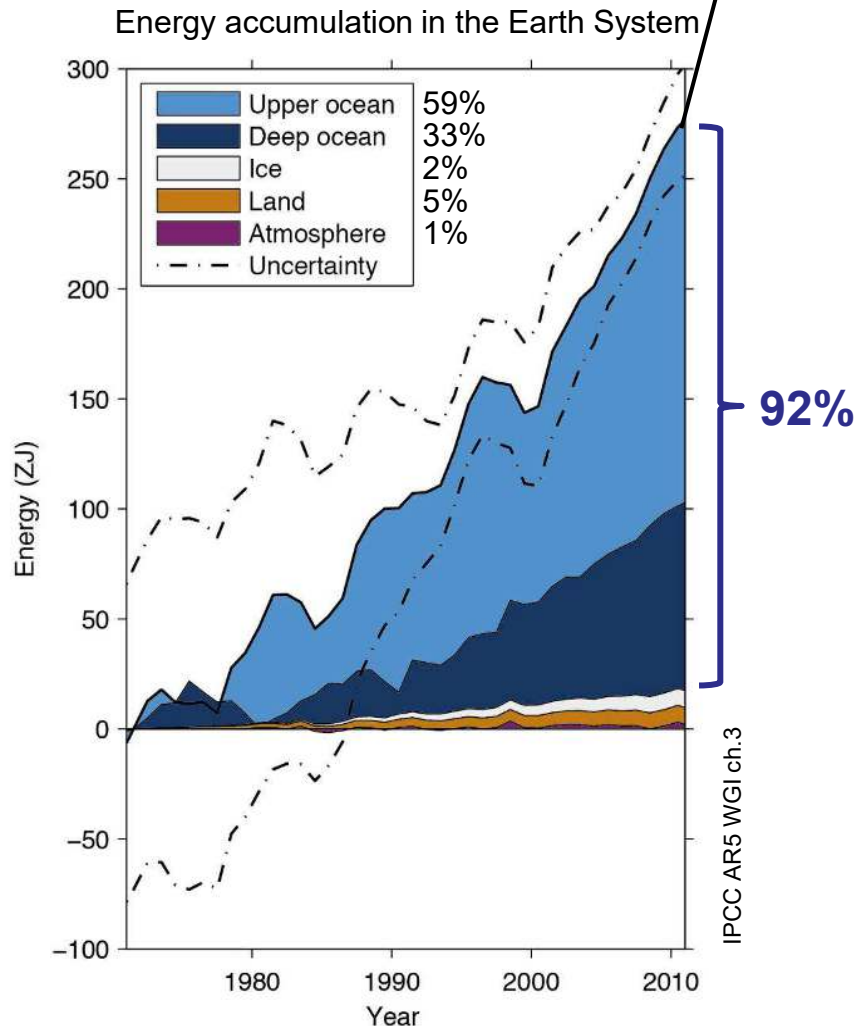 Energy accumulation in the Earth System
300
250
200
150
100
50
0
−50
−100
Energy (ZJ)
Upper ocean 59%
Deep ocean 33%
Ice 2%
Land 5%
Atmosphere 1%
Uncertainty
92%
IPCC AR5 WGI ch.3
1980 1990 2000 2010
Year